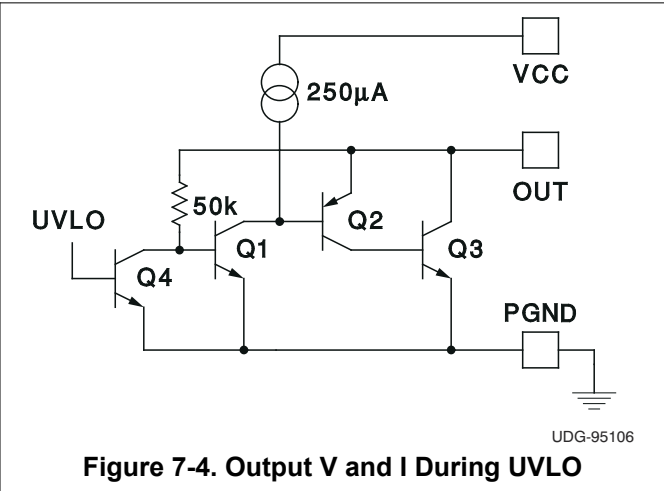 VCC
250µA
OUT
50k
UVLO
Q2
Q1
Q3
Q4
PGND
UDG-95106
Figure 7-4. Output V and I During UVLO